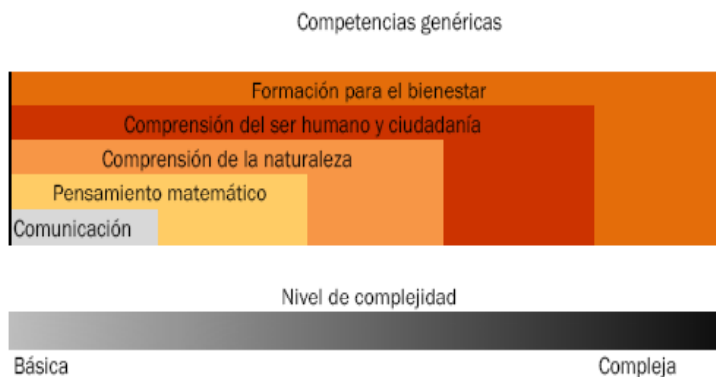 Competencias genéricas
Formación para el bienestar
Comprensión del ser humano y ciudadanía
Comprensión de la naturaleza
Pensamiento matemático
Comunicación
Nivel de complejidad
Básica
Compleja